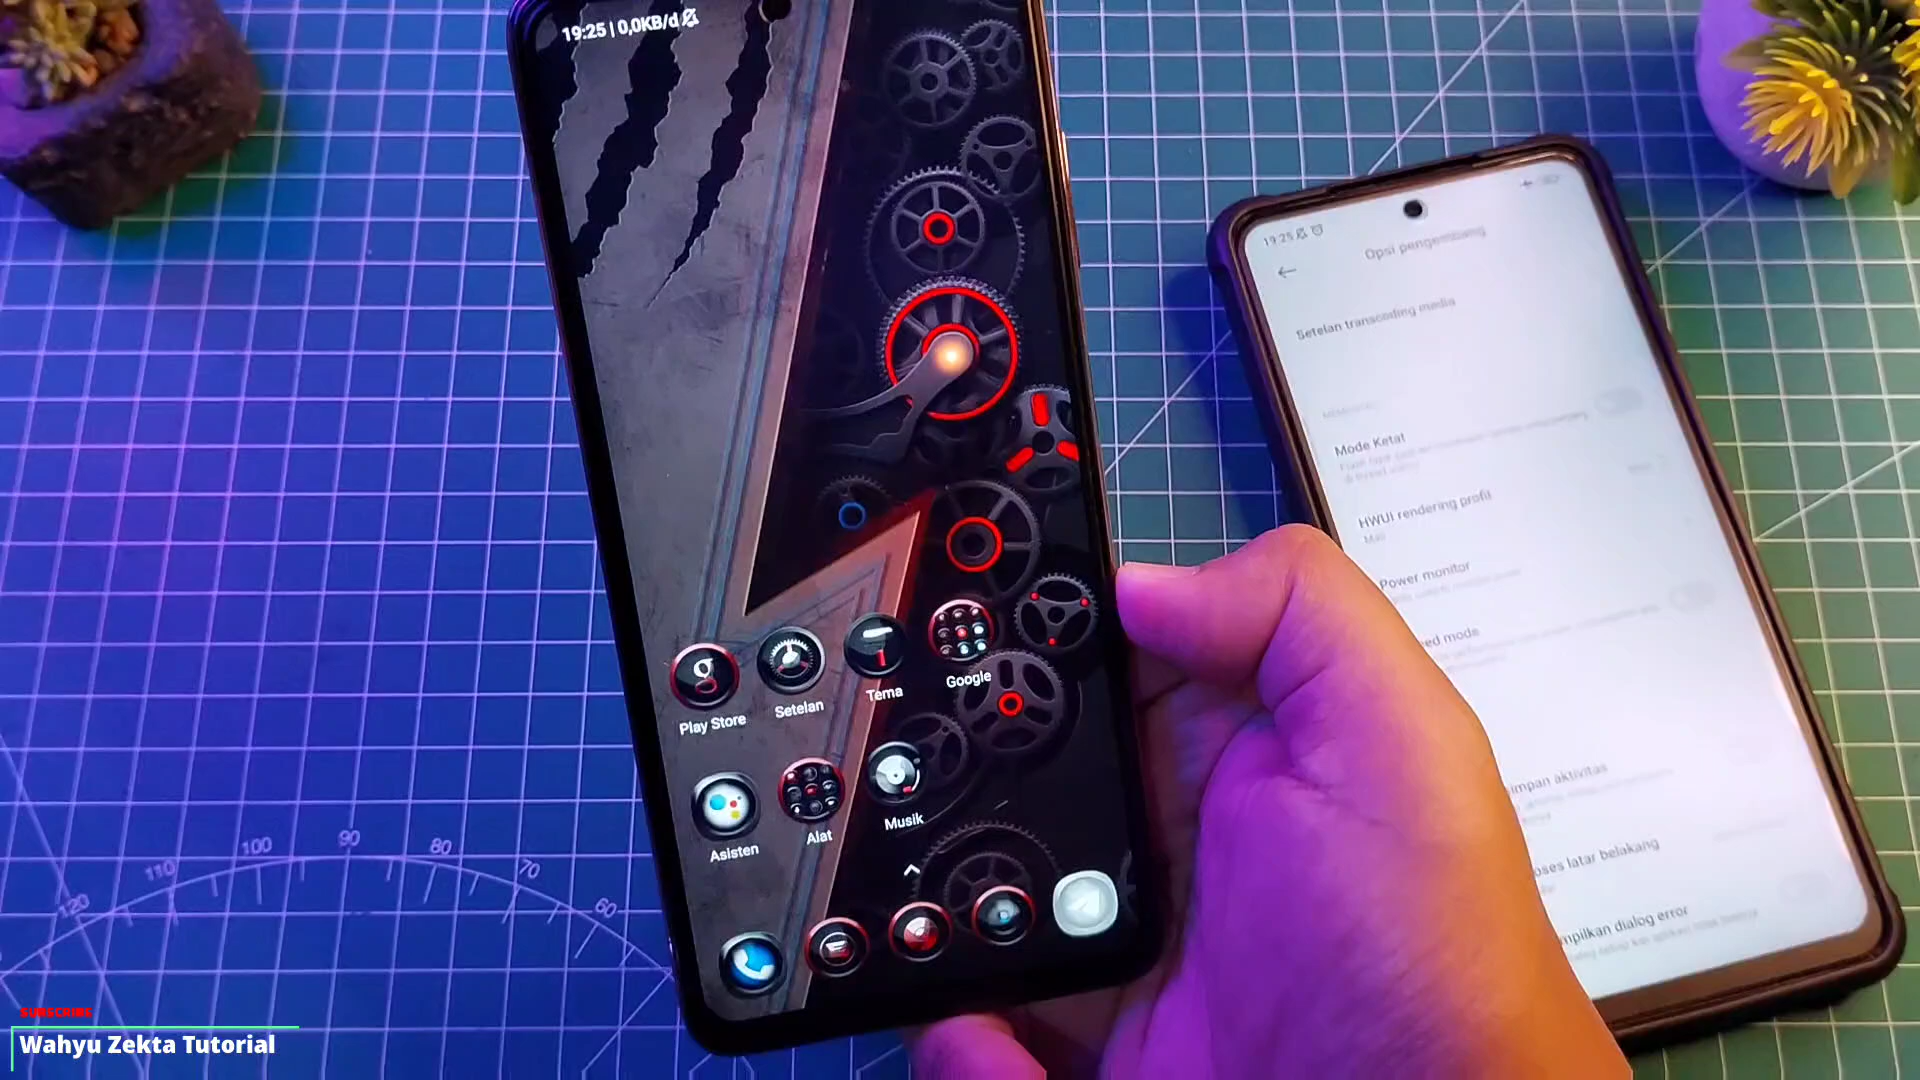 19:25 | 0,0KB/d
Play Store
Setelan
Tema
Google
Asisten
Alat
Musik
19:25
Opsi pengembang
Setelan transcoding media
Mode Ketat
HWUI rendering profil
Mati
Power monitor
mode
impan aktivitas
oses latar belakang
mpilkan dialog error
120
110
100
90
80
70
60
SUBSCRIBE
Wahyu Zekta Tutorial